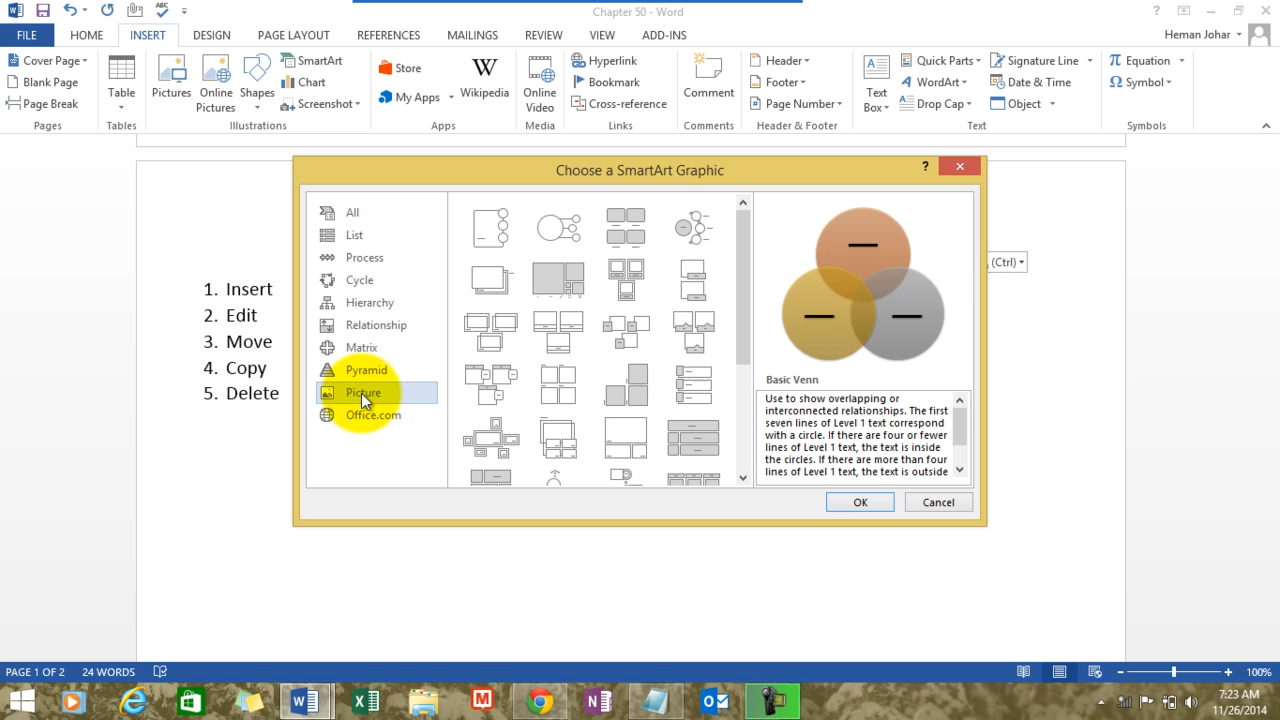 Chapter 50 - Word
FILE HOME INSERT DESIGN PAGE LAYOUT REFERENCES MAILINGS REVIEW VIEW ADD-INS Heman Johar
Cover Page
Blank Page
Page Break
Pages
Table
Tables
Pictures
Online Pictures
Shapes
SmartArt
Chart
Screenshot
Illustrations
Store
My Apps
Wikipedia
Apps
Online Video
Media
Hyperlink
Bookmark
Cross-reference
Links
Comment
Comments
Header
Footer
Page Number
Header & Footer
Text Box
Quick Parts
WordArt
Drop Cap
Signature Line
Date & Time
Object
Text
Equation
Symbol
Symbols
Choose a SmartArt Graphic
All
List
Process
Cycle
Hierarchy
Relationship
Matrix
Pyramid
Picture
Office.com
Basic Venn
Use to show overlapping or
interconnected relationships. The first
seven lines of Level 1 text correspond
with a circle. If there are four or fewer
lines of Level 1 text, the text is inside
the circles. If there are more than four
lines of Level 1 text, the text is outside
OK Cancel
(Ctrl)
1. Insert
2. Edit
3. Move
4. Copy
5. Delete
PAGE 1 OF 2 24 WORDS 100%
7:23 AM
11/26/2014